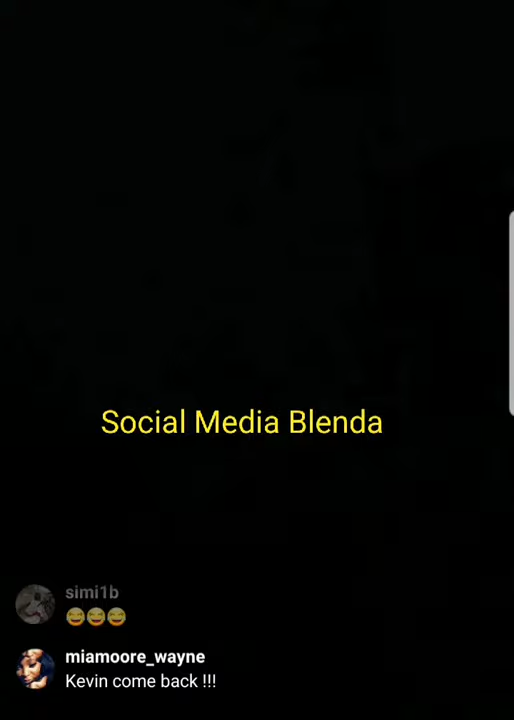 Social Media Blenda
simi1b
😆😆😆
miamoore_wayne
Kevin come back !!!